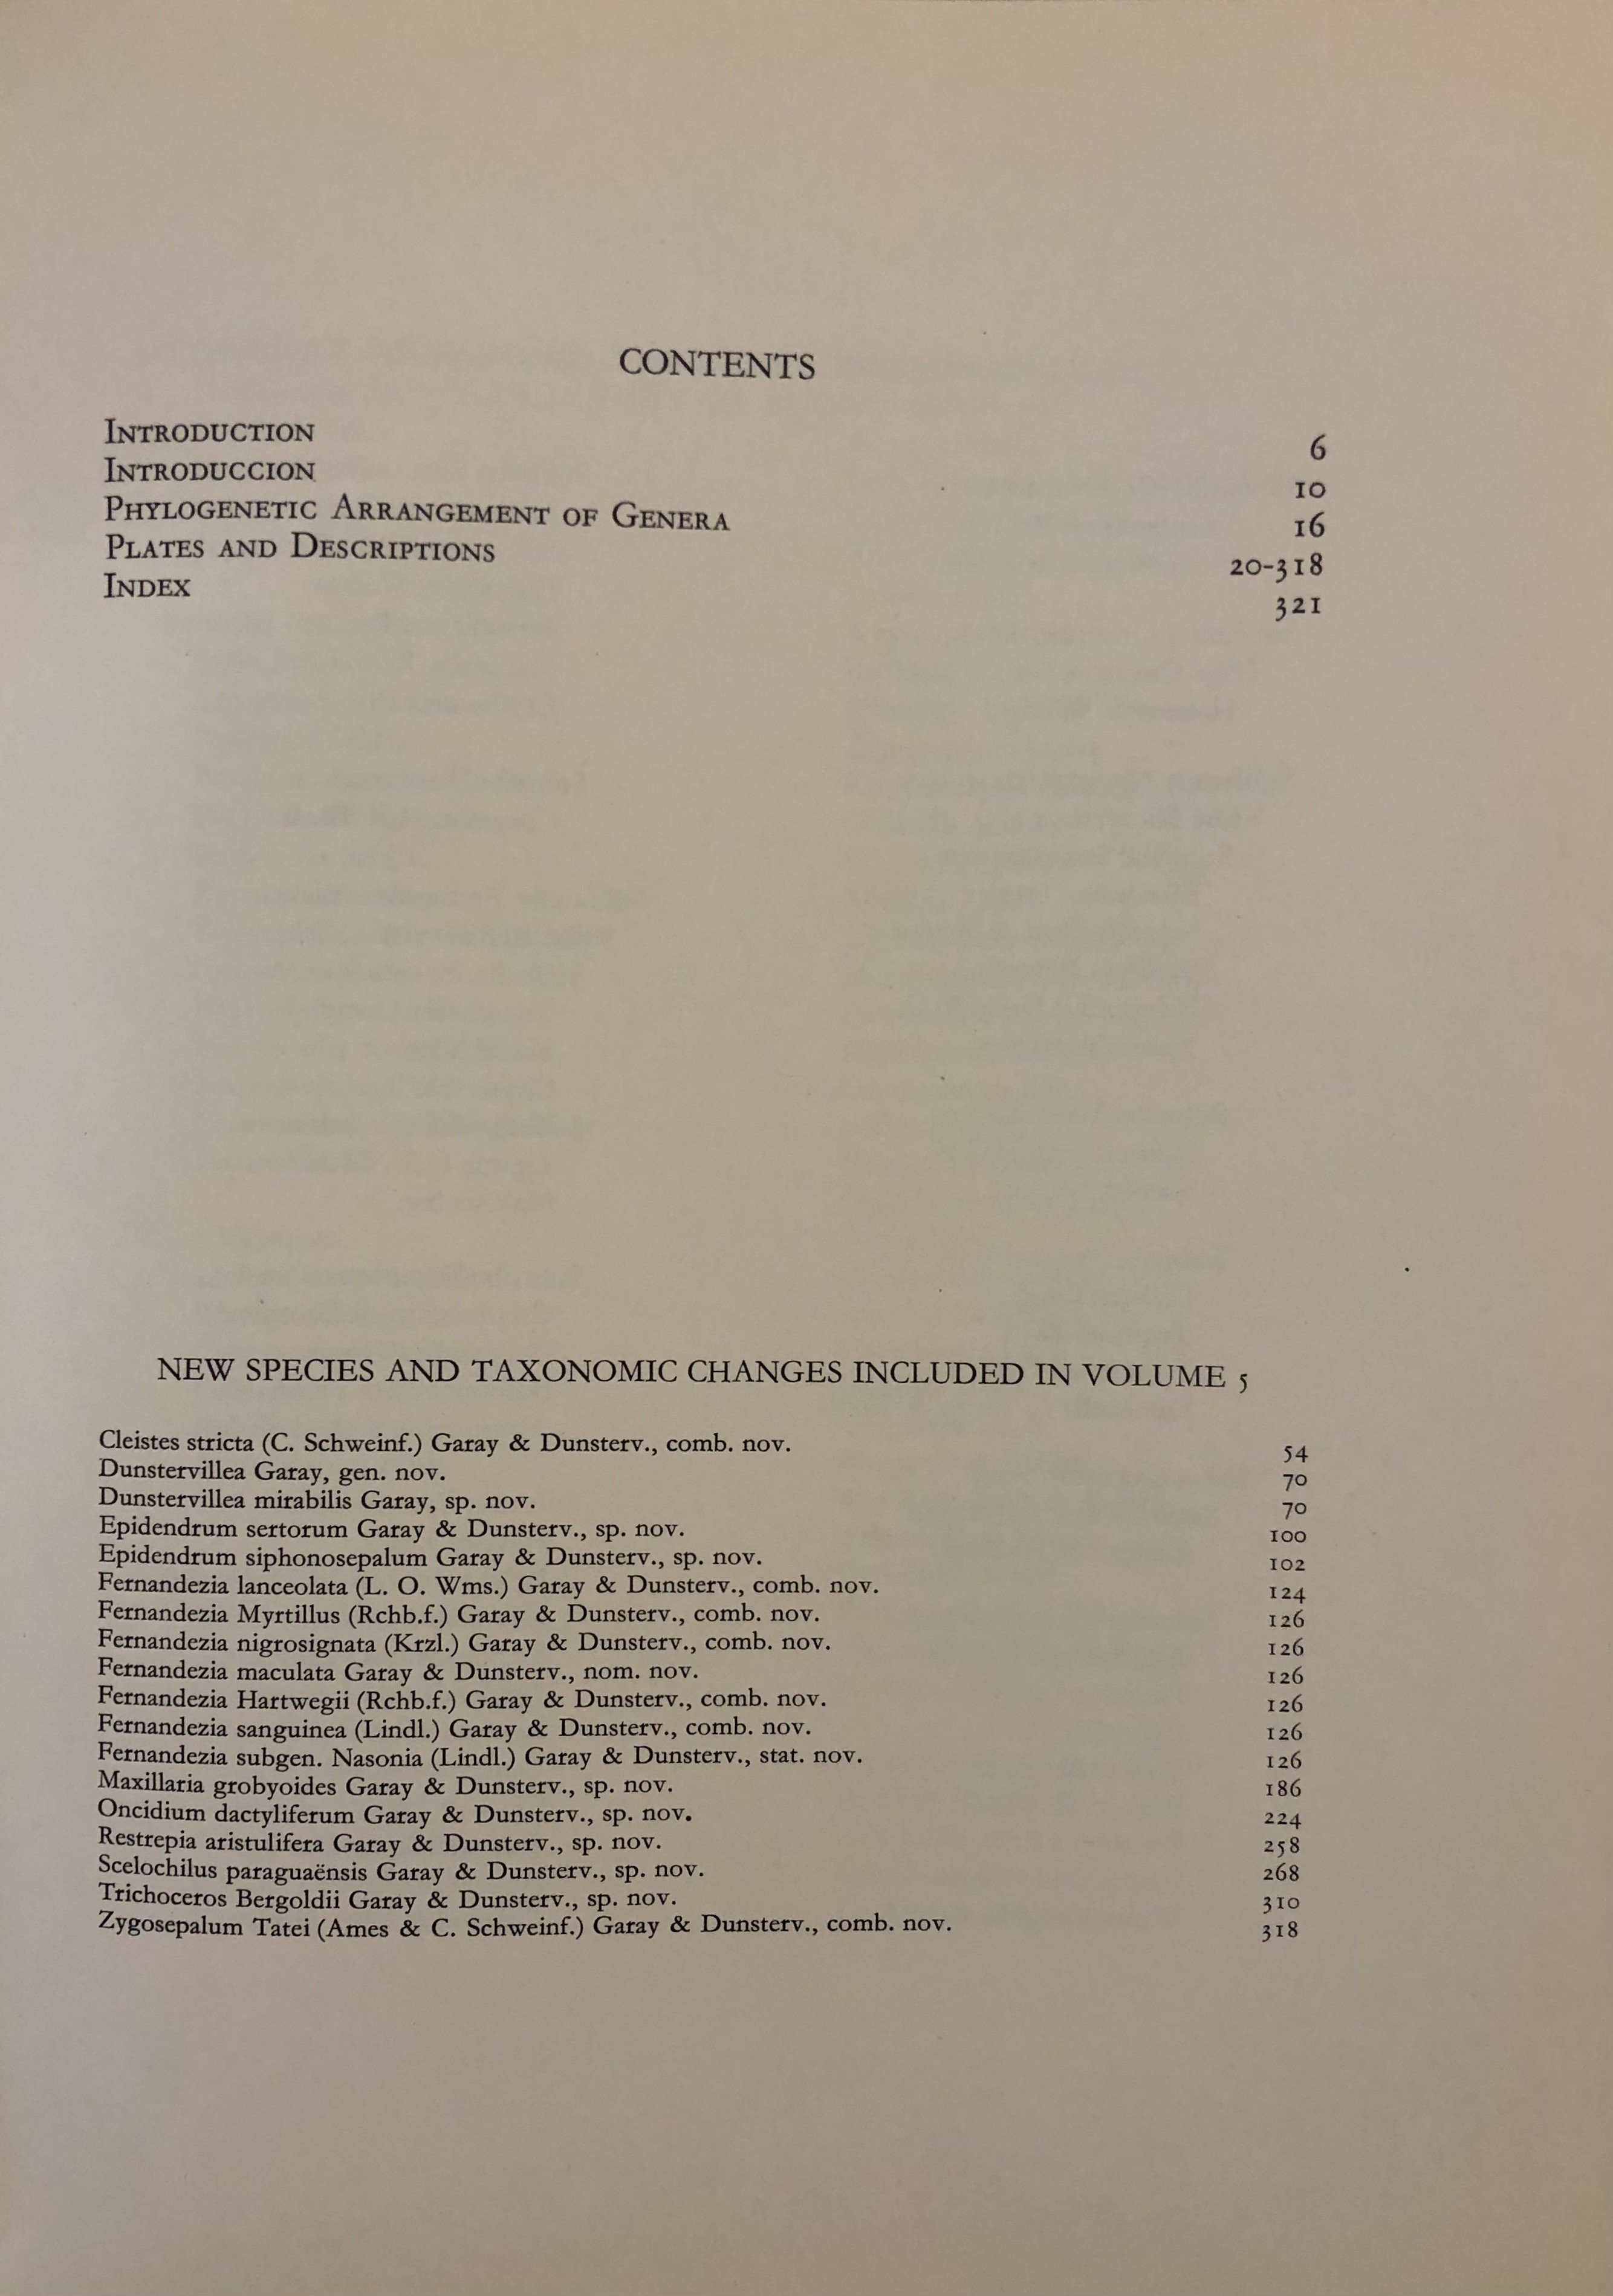 CONTENTS
INTRODUCTION 6
INTRODUCCION 10
PHYLOGENETIC ARRANGEMENT OF GENERA 16
PLATES AND DESCRIPTIONS 20-318
INDEX 321
NEW SPECIES AND TAXONOMIC CHANGES INCLUDED IN VOLUME 5
Cleistes stricta (C. Schweinf.) Garay & Dunsterv., comb. nov. 54
Dunstervillea Garay, gen. nov. 70
Dunstervillea mirabilis Garay, sp. nov. 70
Epidendrum sertorum Garay & Dunsterv., sp. nov. 100
Epidendrum siphonosepalum Garay & Dunsterv., sp. nov. 102
Fernandezia lanceolata (L. O. Wms.) Garay & Dunsterv., comb. nov. 124
Fernandezia Myrtillus (Rchb.f.) Garay & Dunsterv., comb. nov. 126
Fernandezia nigrosignata (Krzl.) Garay & Dunsterv., comb. nov. 126
Fernandezia maculata Garay & Dunsterv., nom. nov. 126
Fernandezia Hartwegii (Rchb.f.) Garay & Dunsterv., comb. nov. 126
Fernandezia sanguinea (Lindl.) Garay & Dunsterv., comb. nov. 126
Fernandezia subgen. Nasonia (Lindl.) Garay & Dunsterv., stat. nov. 126
Maxillaria grobyoides Garay & Dunsterv., sp. nov. 186
Oncidium dactyliferum Garay & Dunsterv., sp. nov. 224
Restrepia aristulifera Garay & Dunsterv., sp. nov. 258
Scelochilus paraguaënsis Garay & Dunsterv., sp. nov. 268
Trichoceros Bergoldii Garay & Dunsterv., sp. nov. 310
Zygosepalum Tatei (Ames & C. Schweinf.) Garay & Dunsterv., comb. nov. 318